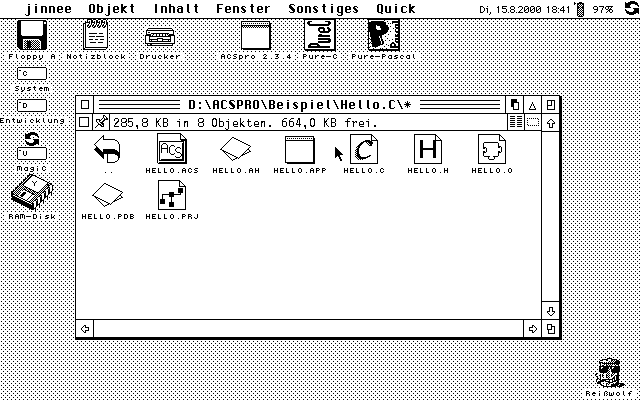 jinnee Objekt Inhalt Fenster Sonstiges Quick Di, 15.8.2000 18:41 97%
Floppy A Notizblock Drucker ACSpro 2.3.4 Pure-C Pure-Pascal
C
System
D
Entwicklung
U
MagiC
RAM-Disk
D:\ACSPRO\Beispiel\Hello.C\*
285,8 KB in 8 Objekten. 664,0 KB frei.
.. HELLO.ACS HELLO.AH HELLO.APP HELLO.C HELLO.H HELLO.O
HELLO.PDB HELLO.PRJ
Reißwolf